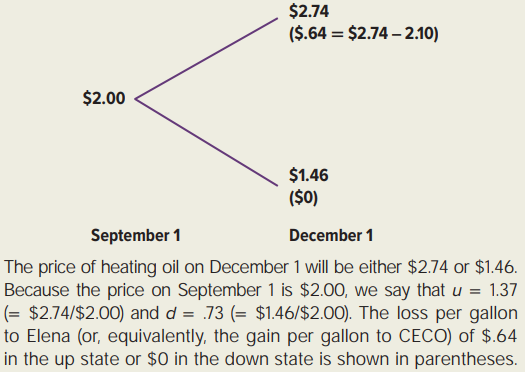 $2.74
($.64 = $2.74 – 2.10)
$2.00
$1.46
($0)
September 1
December 1
The price of heating oil on December 1 will be either $2.74 or $1.46.
Because the price on September 1 is $2.00, we say that u = 1.37
(= $2.74/$2.00) and d = .73 (= $1.46/$2.00). The loss per gallon
to Elena (or, equivalently, the gain per gallon to CECO) of $.64
in the up state or $0 in the down state is shown in parentheses.